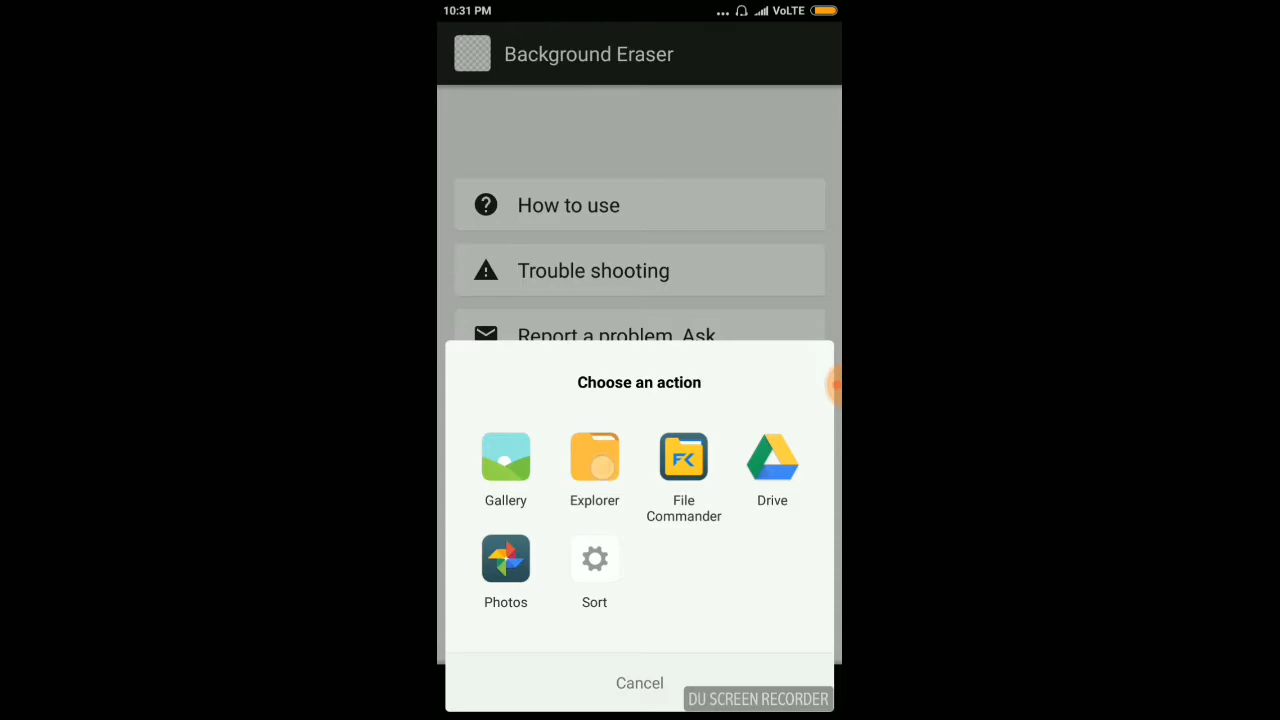 10:31 PM
... VoLTE
Background Eraser
How to use
Trouble shooting
Report a problem, Ask
Choose an action
Gallery
Explorer
File
Commander
Drive
Photos
Sort
Cancel
DU SCREEN RECORDER